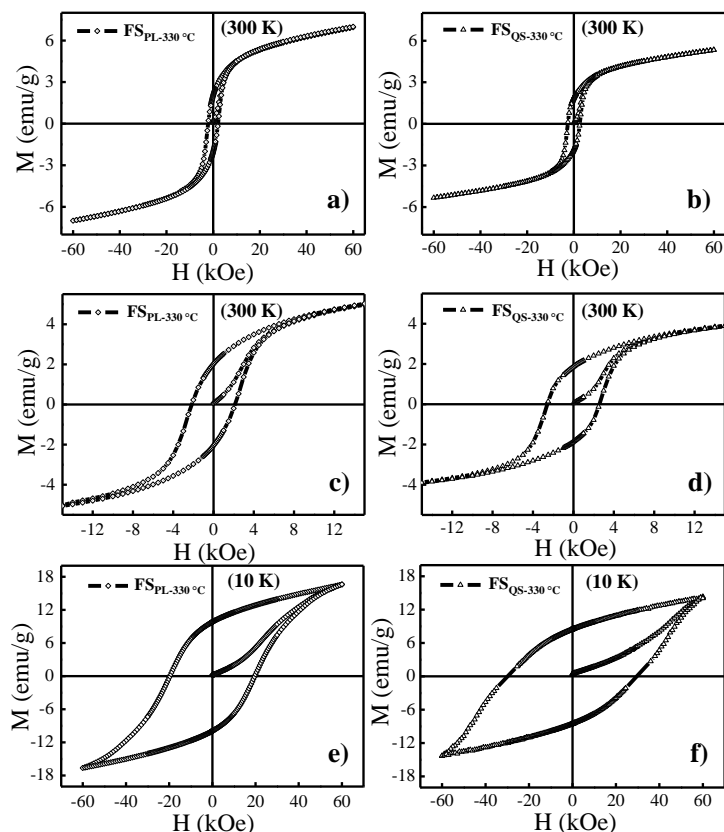 FS_PL-330 °C (300 K)
6
3
0
-3
-6
M (emu/g)
a)
-60 -40 -20 0 20 40 60
H (kOe)
FS_QS-330 °C (300 K)
6
3
0
-3
-6
M (emu/g)
b)
-60 -40 -20 0 20 40 60
H (kOe)
FS_PL-330 °C (300 K)
4
2
0
-2
-4
M (emu/g)
c)
-12 -8 -4 0 4 8 12
H (kOe)
FS_QS-330 °C (300 K)
4
2
0
-2
-4
M (emu/g)
d)
-12 -8 -4 0 4 8 12
H (kOe)
FS_PL-330 °C (10 K)
18
12
6
0
-6
-12
-18
M (emu/g)
e)
-60 -40 -20 0 20 40 60
H (kOe)
FS_QS-330 °C (10 K)
18
12
6
0
-6
-12
-18
M (emu/g)
f)
-60 -40 -20 0 20 40 60
H (kOe)